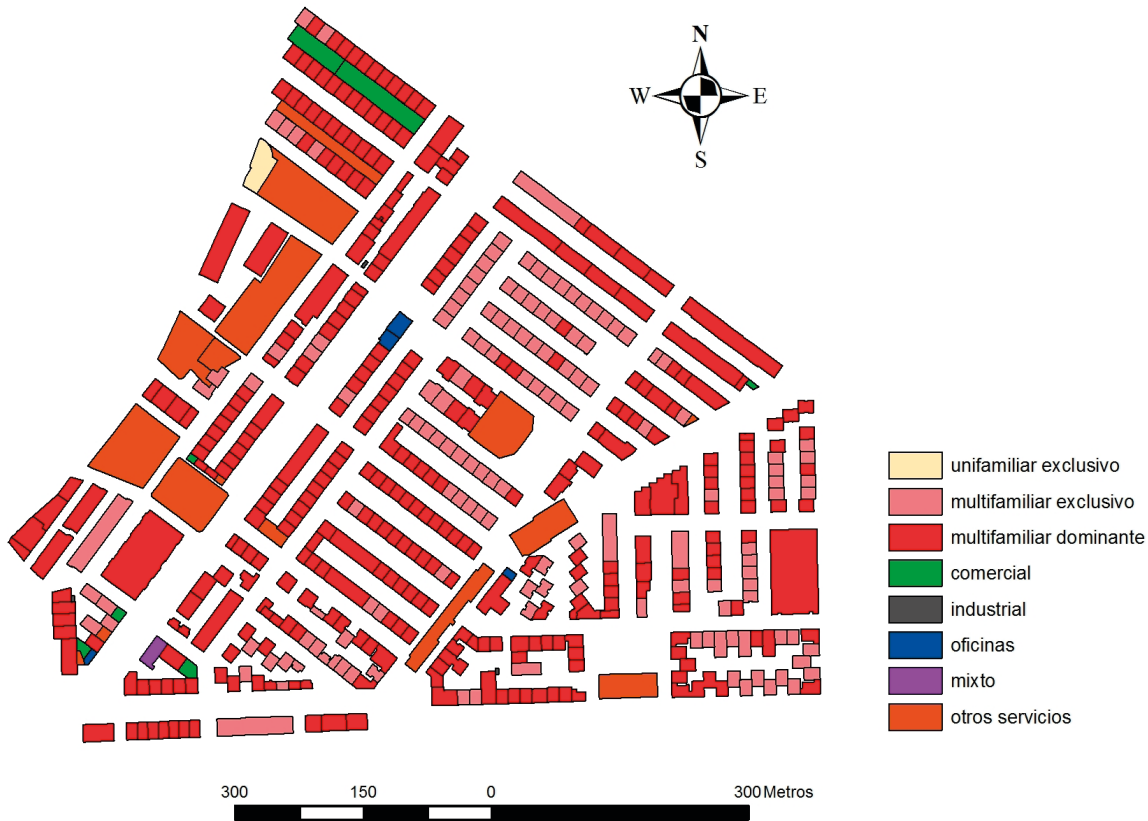 N
W E
S
unifamiliar exclusivo
multifamiliar exclusivo
multifamiliar dominante
comercial
industrial
oficinas
mixto
otros servicios
300 150 0 300 Metros